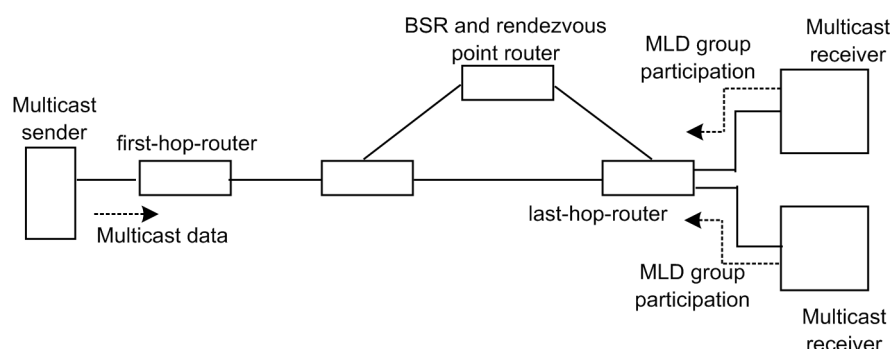 BSR and rendezvous
point router
MLD group
participation
Multicast
receiver
Multicast
sender
first-hop-router
Multicast data
last-hop-router
MLD group
participation
Multicast
receiver